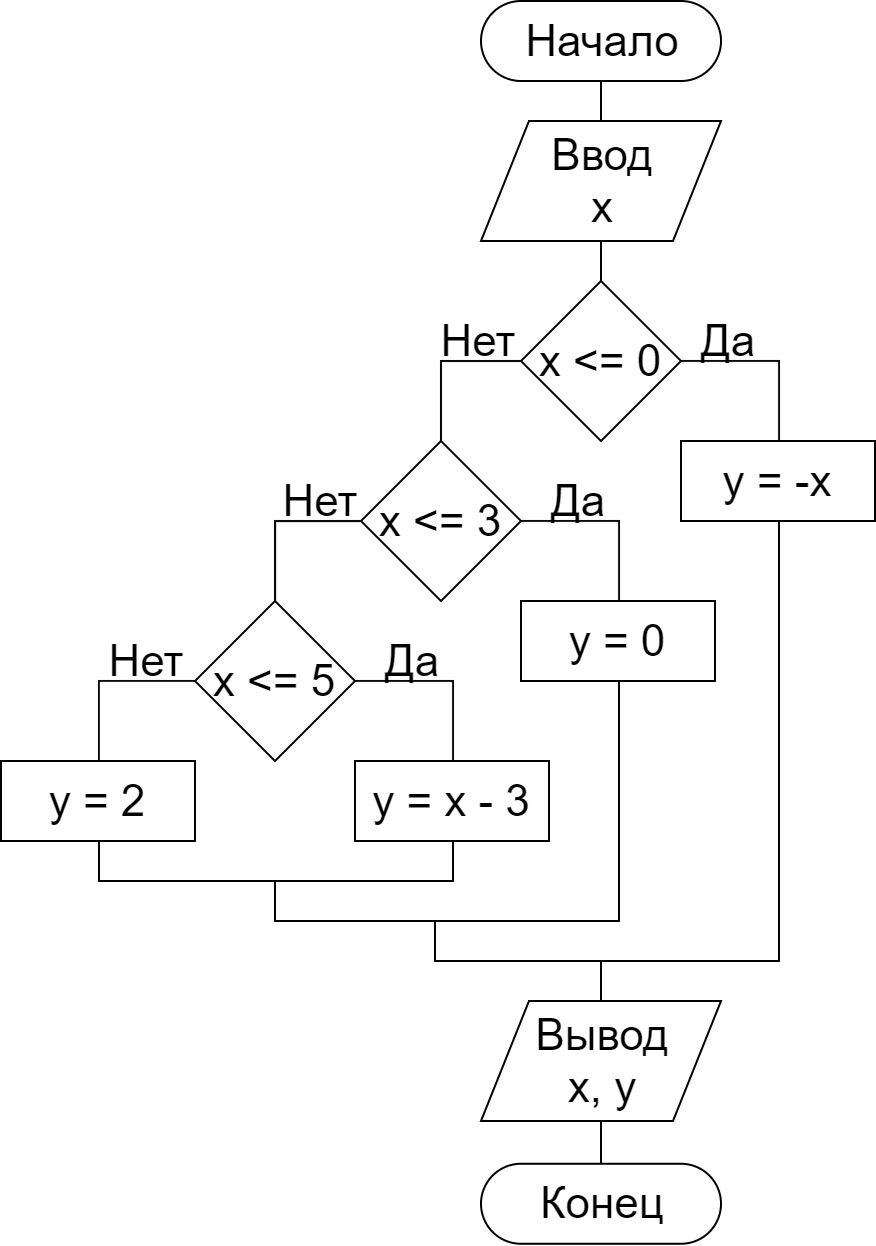 Начало
Ввод
x
Нет
Да
x <= 0
y = -x
Нет
Да
x <= 3
y = 0
Нет
Да
x <= 5
y = 2
y = x - 3
Вывод
x, y
Конец